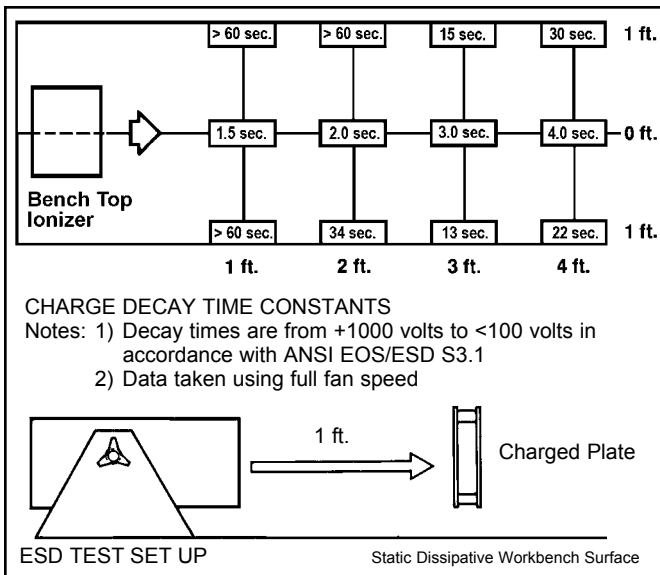 > 60 sec. > 60 sec. 15 sec. 30 sec. 1 ft.
1.5 sec. 2.0 sec. 3.0 sec. 4.0 sec. 0 ft.
Bench Top
Ionizer
> 60 sec. 34 sec. 13 sec. 22 sec. 1 ft.
1 ft. 2 ft. 3 ft. 4 ft.
CHARGE DECAY TIME CONSTANTS
Notes: 1) Decay times are from +1000 volts to <100 volts in
accordance with ANSI EOS/ESD S3.1
2) Data taken using full fan speed
1 ft.
Charged Plate
ESD TEST SET UP Static Dissipative Workbench Surface